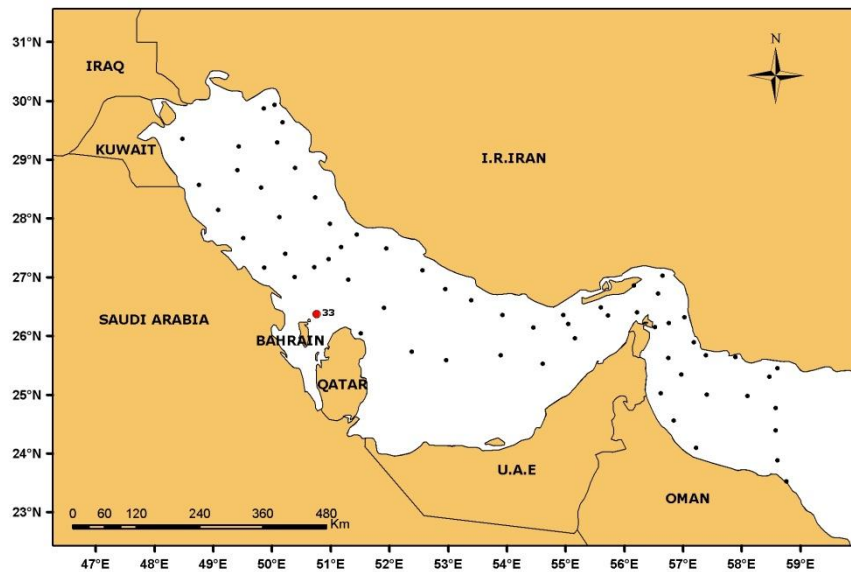 N
31°N
IRAQ
30°N
KUWAIT
29°N
I.R.IRAN
28°N
27°N
33
SAUDI ARABIA
26°N
BAHRAIN
QATAR
25°N
24°N
U.A.E
OMAN
23°N
0 60 120 240 360 480
Km
47°E 48°E 49°E 50°E 51°E 52°E 53°E 54°E 55°E 56°E 57°E 58°E 59°E